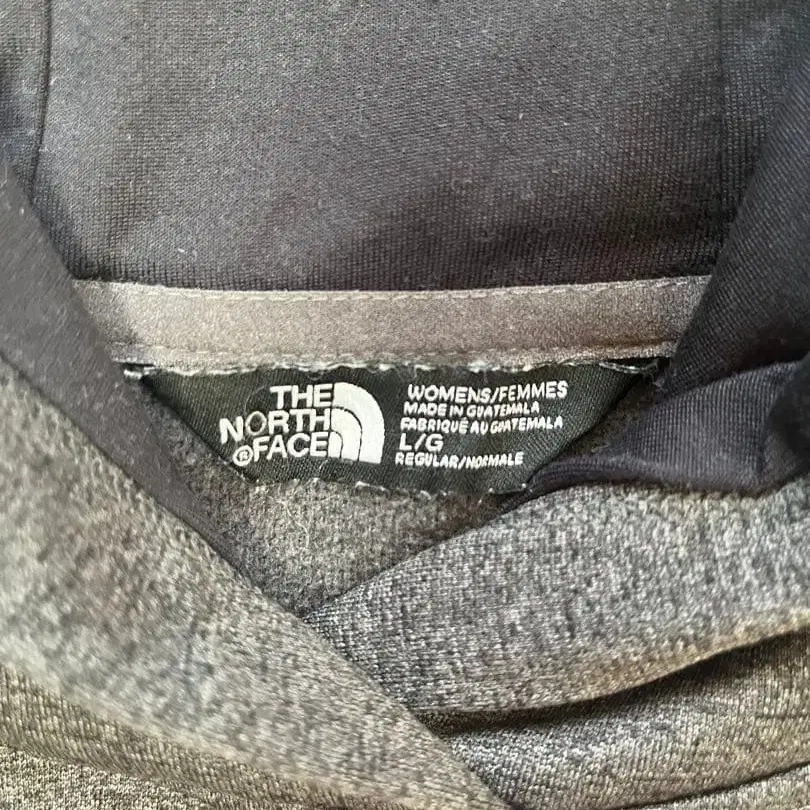 THE
NORTH
®FACE
WOMENS/FEMMES
MADE IN GUATEMALA
FABRIQUÉ AU GUATEMALA
L/G
REGULAR/NORMALE